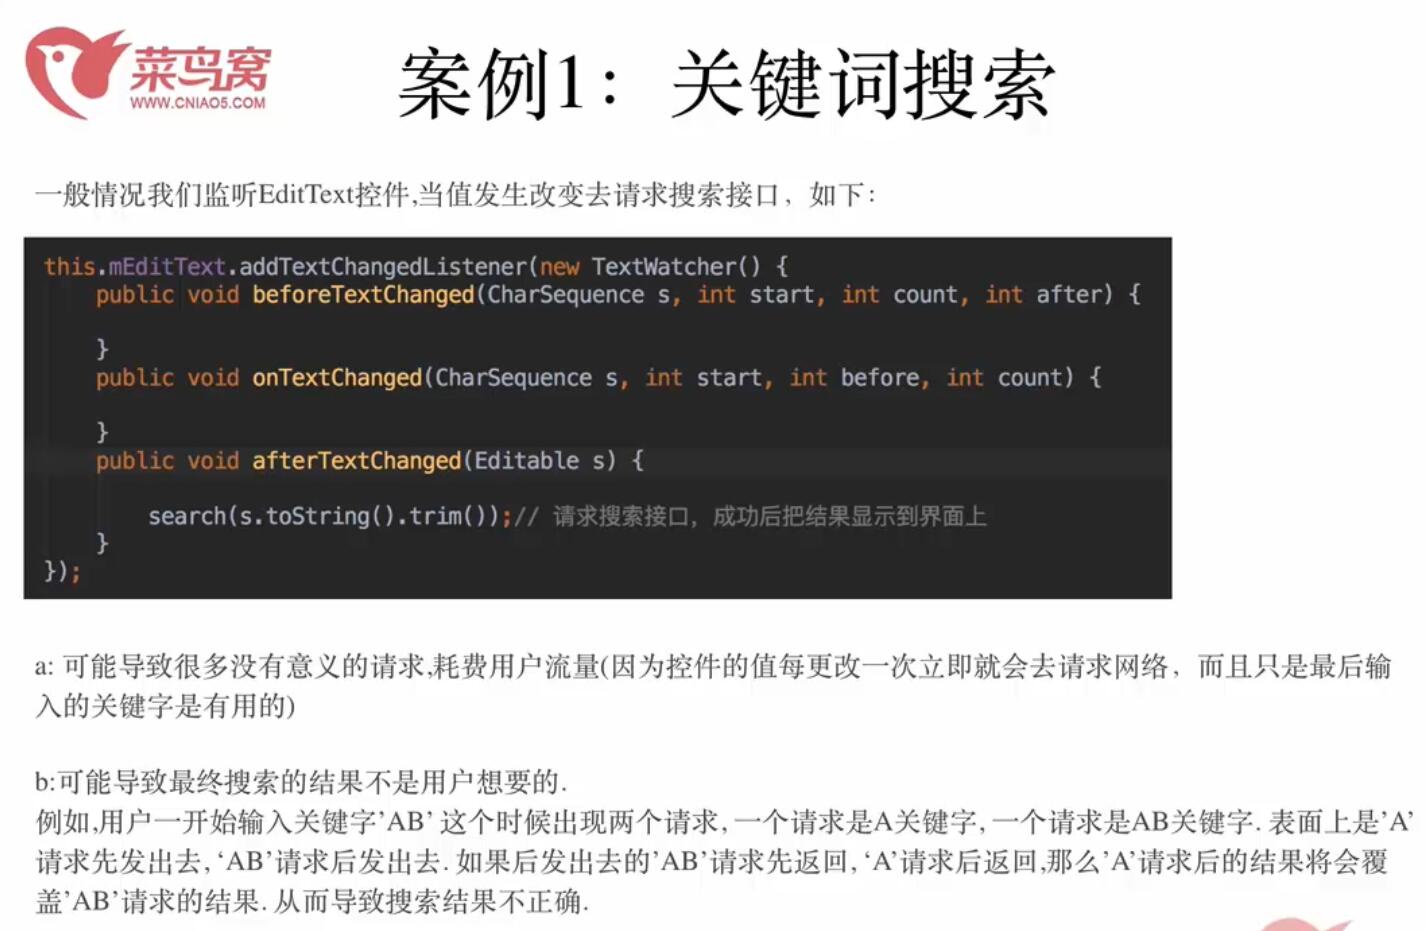 菜鸟窝
WWW.CNIAO5.COM
案例1：关键词搜索
一般情况我们监听EditText控件,当值发生改变去请求搜索接口，如下：
this.mEditText.addTextChangedListener(new TextWatcher() {
public void beforeTextChanged(CharSequence s, int start, int count, int after) {
}
public void onTextChanged(CharSequence s, int start, int before, int count) {
}
public void afterTextChanged(Editable s) {
search(s.toString().trim());// 请求搜索接口，成功后把结果显示到界面上
}
});
a: 可能导致很多没有意义的请求,耗费用户流量(因为控件的值每更改一次立即就会去请求网络，而且只是最后输
入的关键字是有用的)
b:可能导致最终搜索的结果不是用户想要的.
例如,用户一开始输入关键字’AB’ 这个时候出现两个请求, 一个请求是A关键字, 一个请求是AB关键字. 表面上是’A’
请求先发出去, ‘AB’请求后发出去. 如果后发出去的’AB’请求先返回, ‘A’请求后返回,那么’A’请求后的结果将会覆
盖’AB’请求的结果. 从而导致搜索结果不正确.